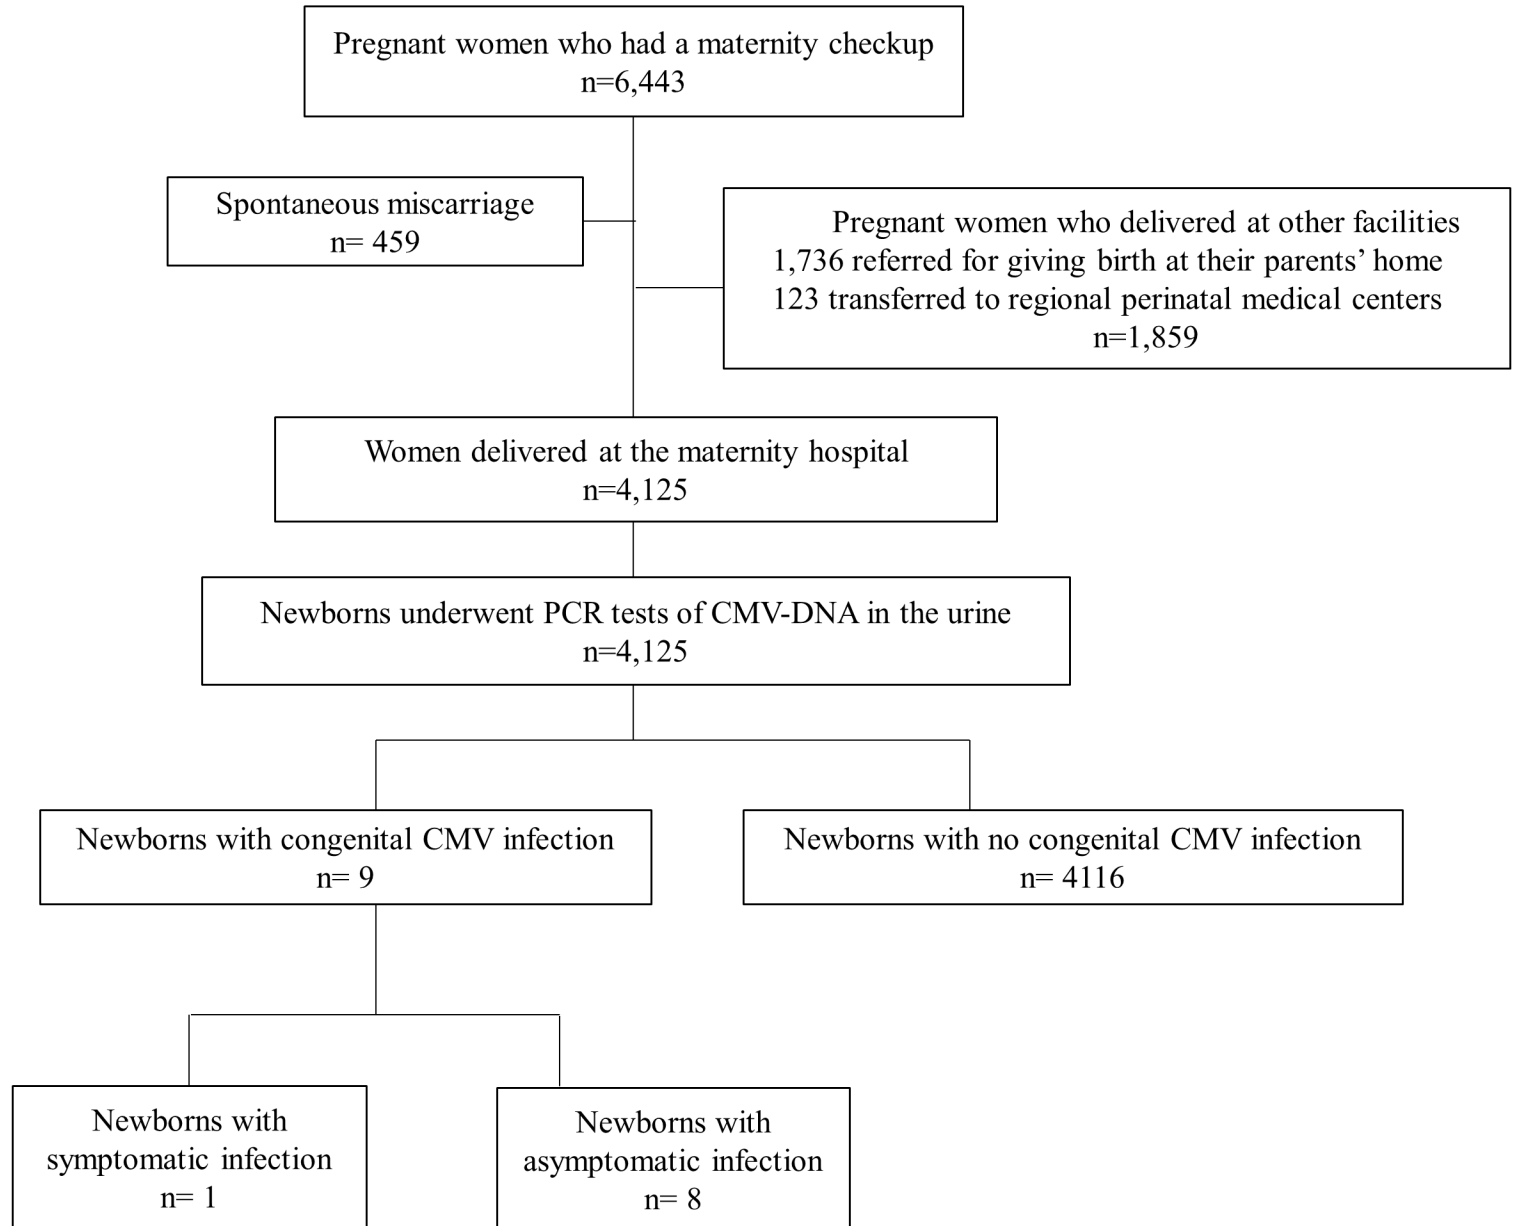 Pregnant women who had a maternity checkup
n=6,443
Spontaneous miscarriage
n= 459
Pregnant women who delivered at other facilities
1,736 referred for giving birth at their parents’ home
123 transferred to regional perinatal medical centers
n=1,859
Women delivered at the maternity hospital
n=4,125
Newborns underwent PCR tests of CMV-DNA in the urine
n=4,125
Newborns with congenital CMV infection
n= 9
Newborns with no congenital CMV infection
n= 4116
Newborns with
symptomatic infection
n= 1
Newborns with
asymptomatic infection
n= 8